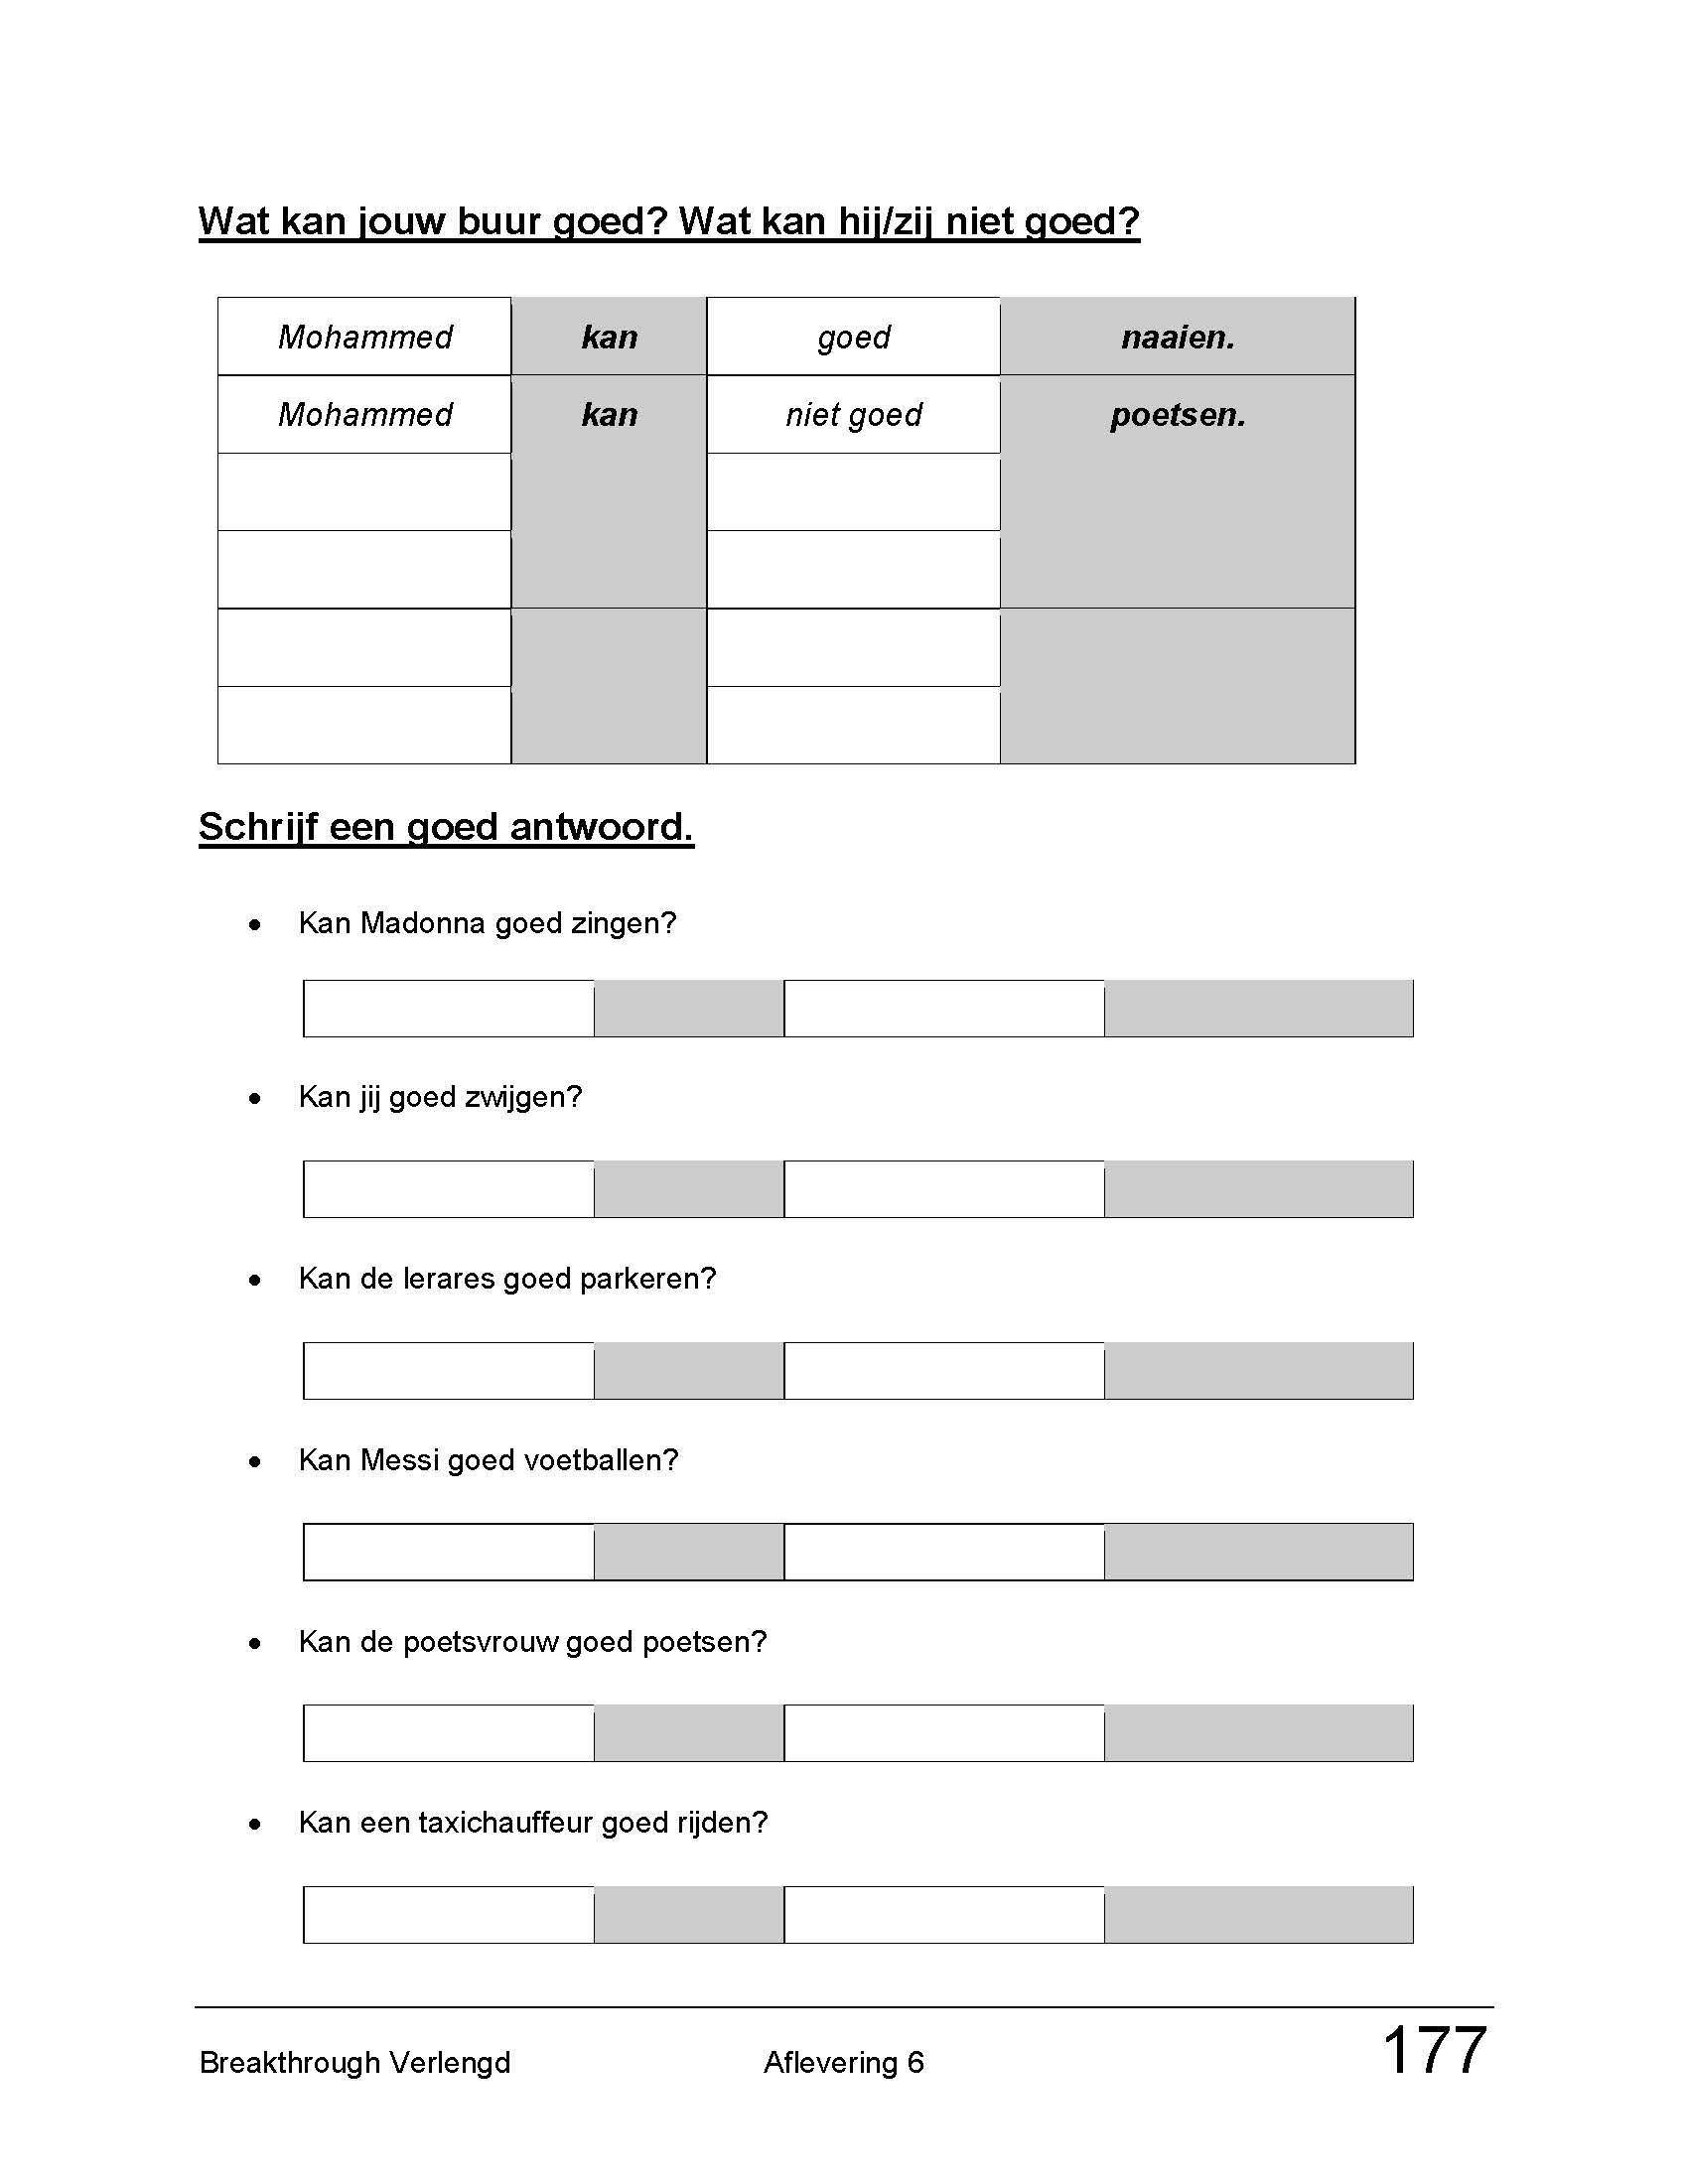 Wat kan jouw buur goed? Wat kan hij/zij niet goed?
Mohammed kan goed naaien.
Mohammed kan niet goed poetsen.
Schrijf een goed antwoord.
• Kan Madonna goed zingen?
• Kan jij goed zwijgen?
• Kan de lerares goed parkeren?
• Kan Messi goed voetballen?
• Kan de poetsvrouw goed poetsen?
• Kan een taxichauffeur goed rijden?
Breakthrough Verlengd Aflevering 6 177